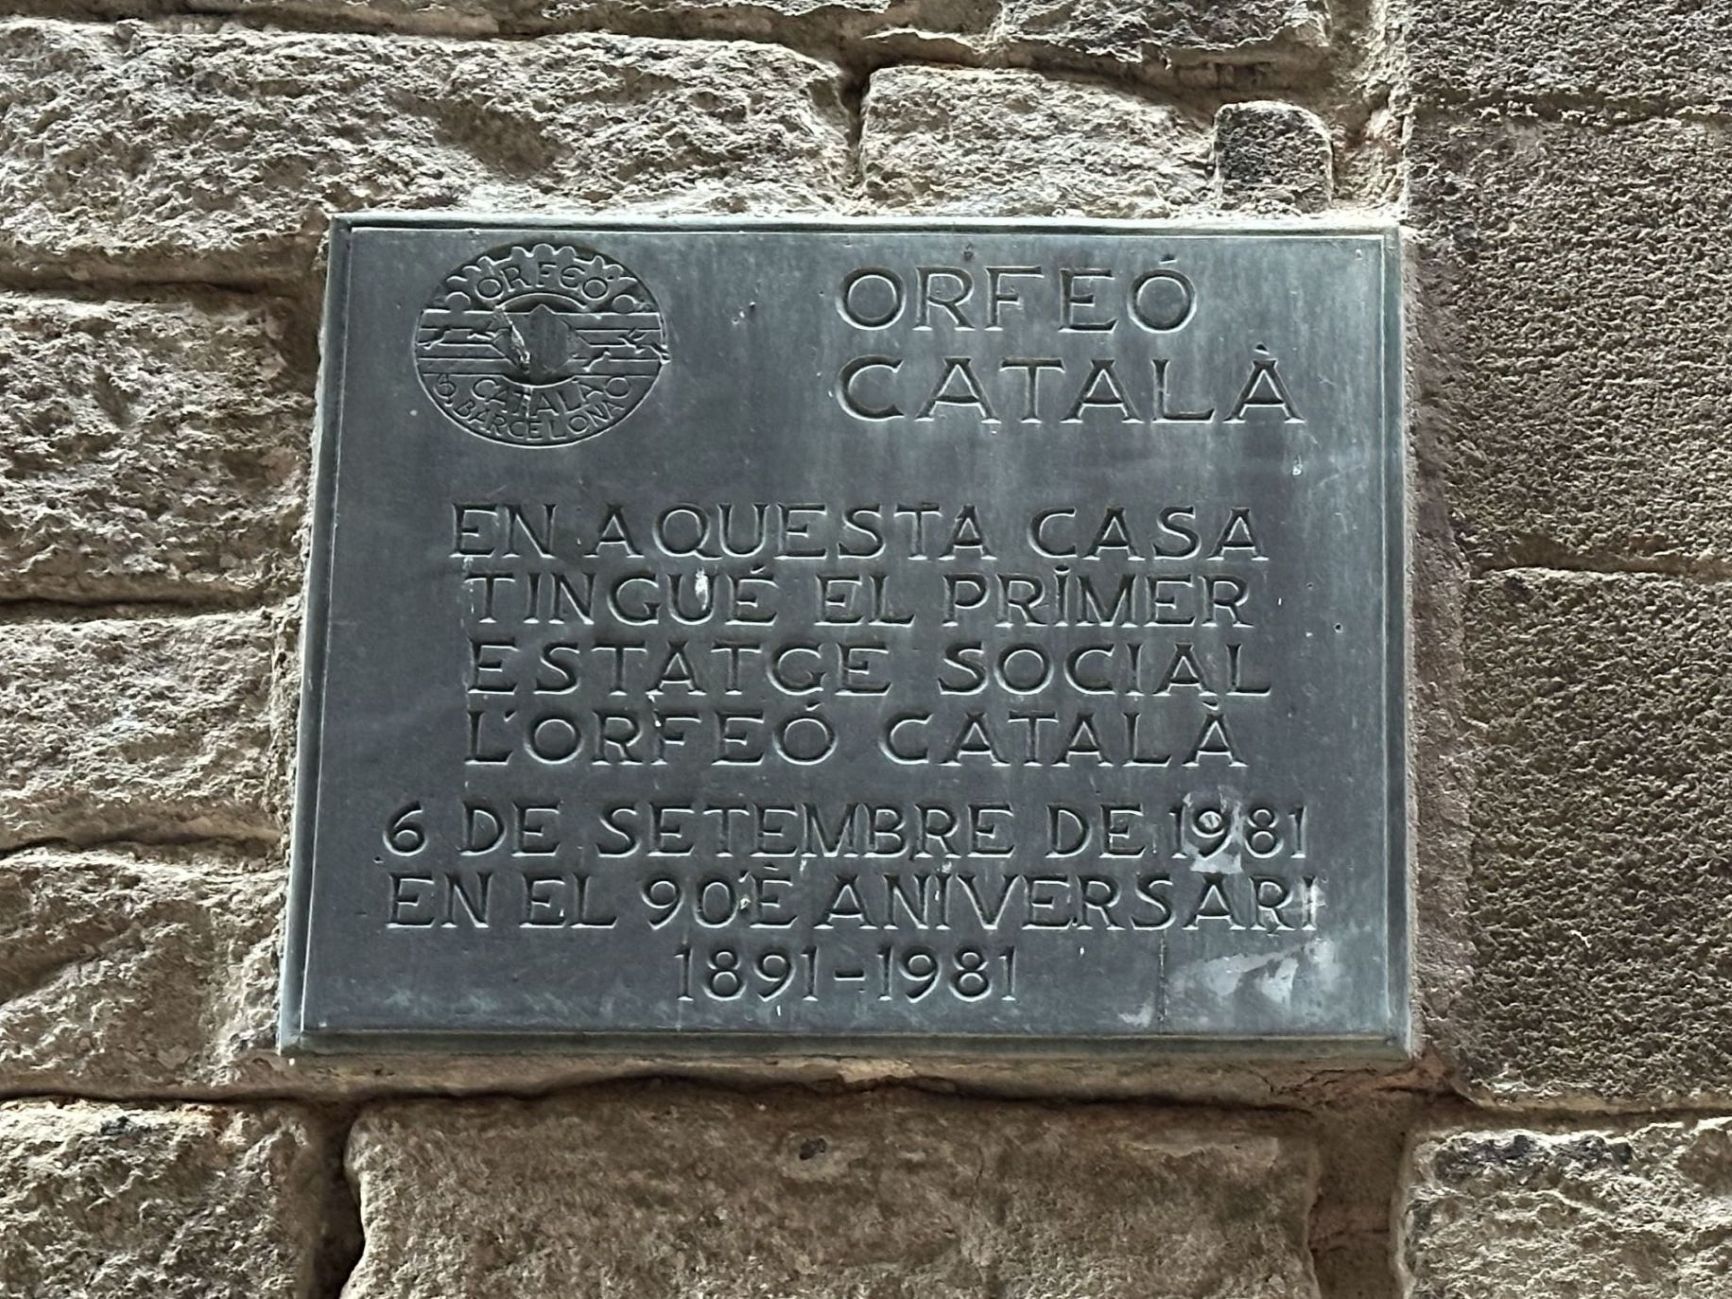 ORFEÓ
CATALÀ
BARCELONA
ORFEÓ
CATALÀ
EN AQUESTA CASA
TINGUÉ EL PRIMER
ESTATGE SOCIAL
L'ORFEÓ CATALÀ
6 DE SETEMBRE DE 1981
EN EL 90È ANIVERSARI
1891-1981